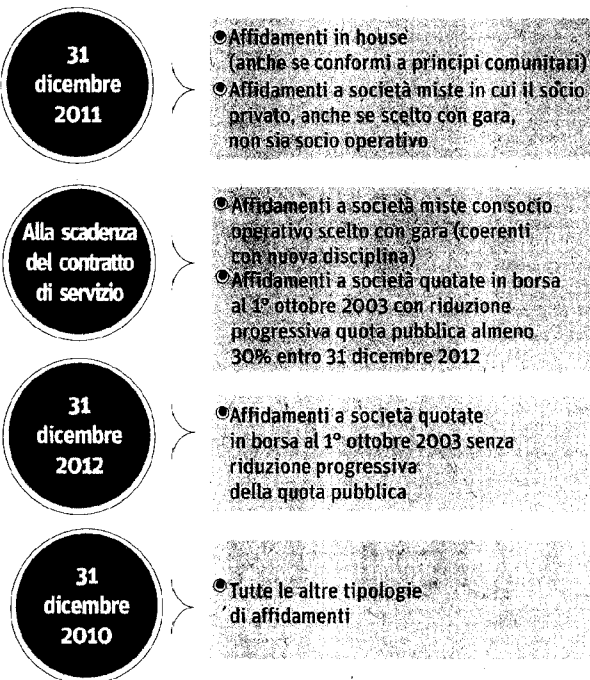 31
dicembre
2011
Affidamenti in house
(anche se conformi a principi comunitari)
Affidamenti a società miste in cui il socio
privato, anche se scelto con gara,
non sia socio operativo
Alla scadenza
del contratto
di servizio
Affidamenti a società miste con socio
operativo scelto con gara (coerenti
con nuova disciplina)
Affidamenti a società quotate in borsa
al 1° ottobre 2003 con riduzione
progressiva quota pubblica almeno
30% entro 31 dicembre 2012
31
dicembre
2012
Affidamenti a società quotate
in borsa al 1° ottobre 2003 senza
riduzione progressiva
della quota pubblica
31
dicembre
2010
Tutte le altre tipologie
di affidamenti